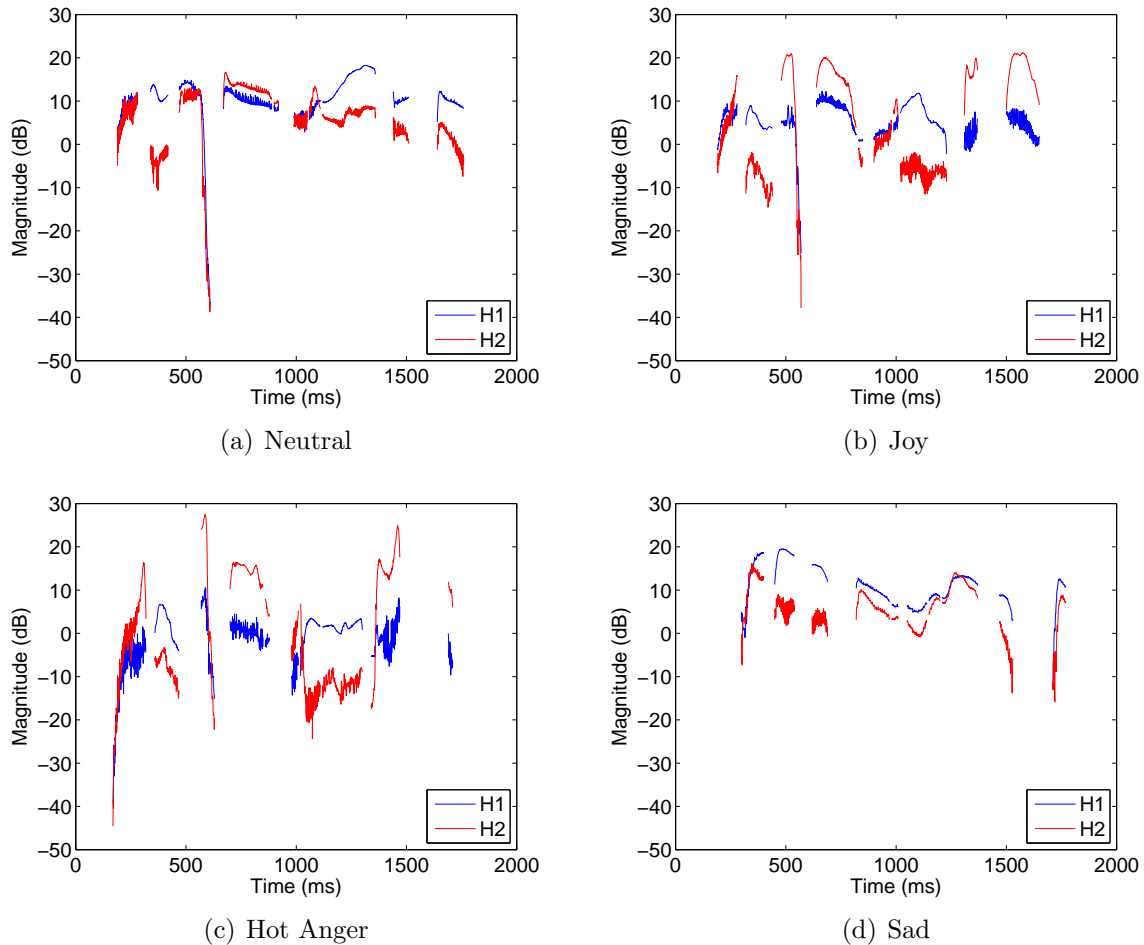 30
20
10
0
−10
−20
−30
−40
−50
Magnitude (dB)
0 500 1000 1500 2000
Time (ms)
H1
H2
(a) Neutral
30
20
10
0
−10
−20
−30
−40
−50
Magnitude (dB)
0 500 1000 1500 2000
Time (ms)
H1
H2
(b) Joy
30
20
10
0
−10
−20
−30
−40
−50
Magnitude (dB)
0 500 1000 1500 2000
Time (ms)
H1
H2
(c) Hot Anger
30
20
10
0
−10
−20
−30
−40
−50
Magnitude (dB)
0 500 1000 1500 2000
Time (ms)
H1
H2
(d) Sad